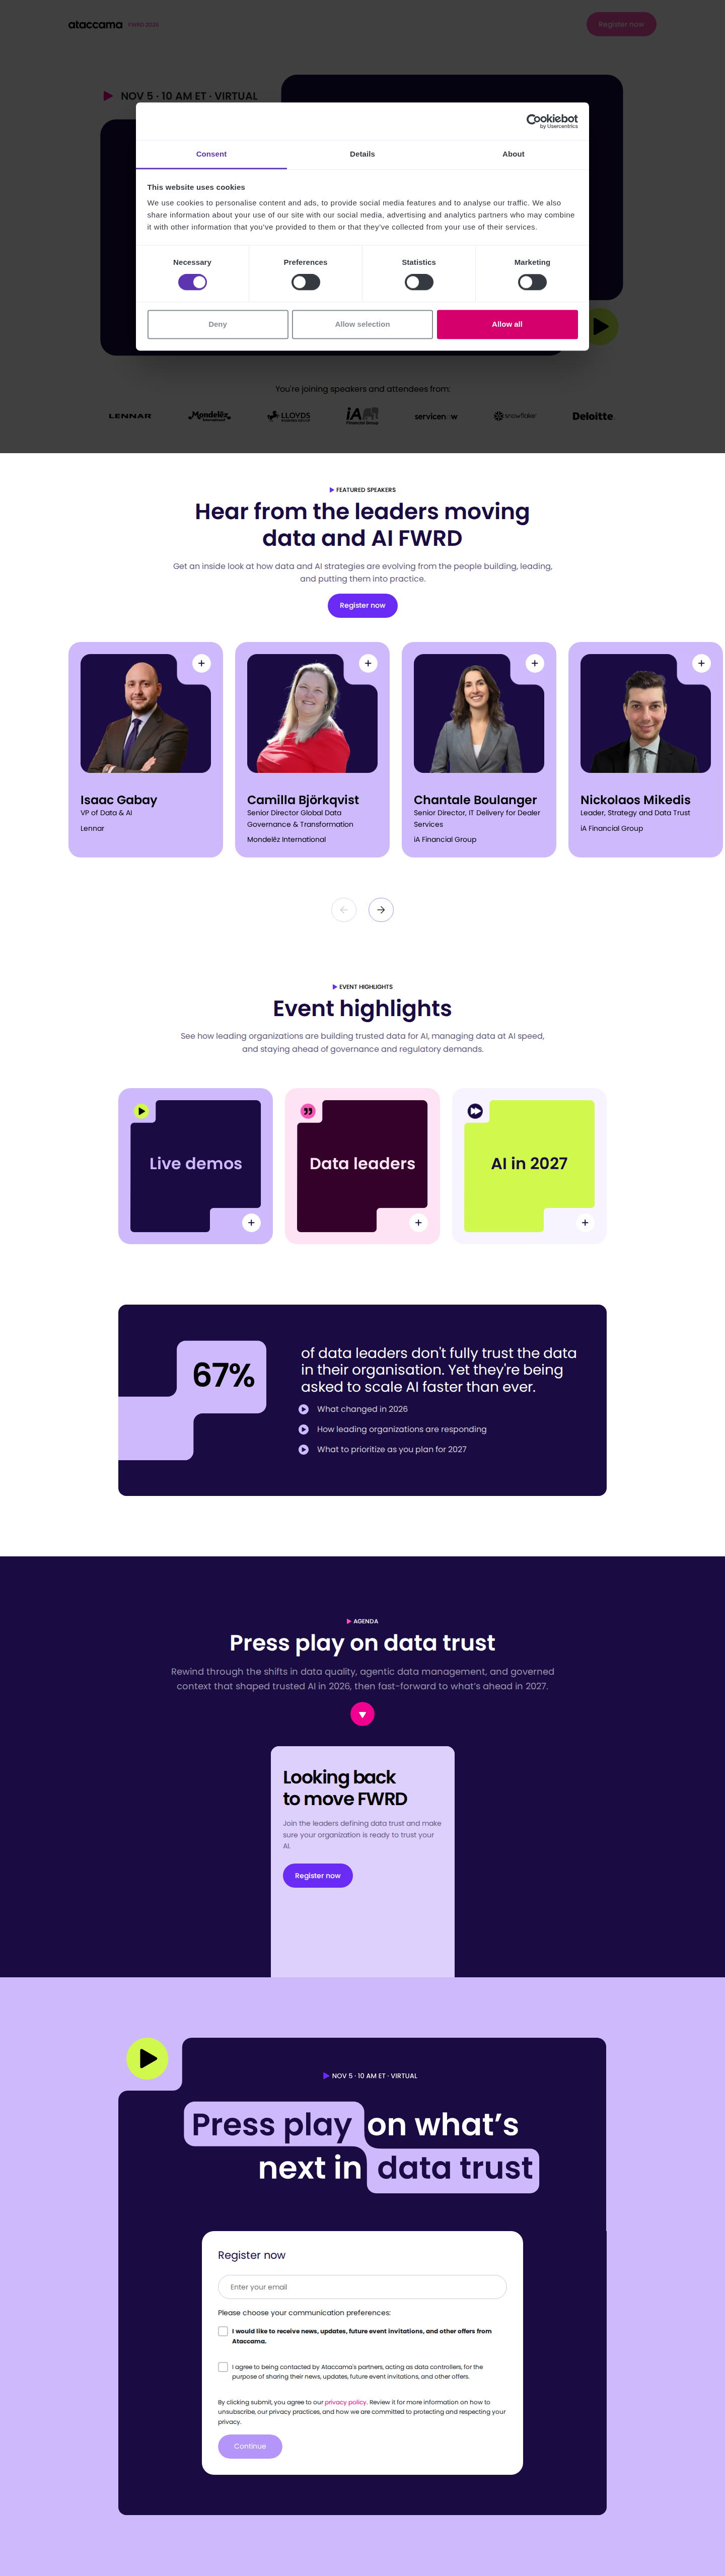 ataccama FWRD 2026
Register now
NOV 5 · 10 AM ET · VIRTUAL
Cookiebot
by Usercentrics
Consent
Details
About
This website uses cookies
We use cookies to personalise content and ads, to provide social media features and to analyse our traffic. We also
share information about your use of our site with our social media, advertising and analytics partners who may combine
it with other information that you've provided to them or that they've collected from your use of their services.
Necessary
Preferences
Statistics
Marketing
Deny
Allow selection
Allow all
You're joining speakers and attendees from:
LENNAR
Mondelēz
International
LLOYDS
BANKING GROUP
iA
Financial Group
servicenow
snowflake
Deloitte.
FEATURED SPEAKERS
Hear from the leaders moving
data and AI FWRD
Get an inside look at how data and AI strategies are evolving from the people building, leading,
and putting them into practice.
Register now
Isaac Gabay
VP of Data & AI
Lennar
Camilla Björkqvist
Senior Director Global Data
Governance & Transformation
Mondelēz International
Chantale Boulanger
Senior Director, IT Delivery for Dealer
Services
iA Financial Group
Nickolaos Mikedis
Leader, Strategy and Data Trust
iA Financial Group
EVENT HIGHLIGHTS
Event highlights
See how leading organizations are building trusted data for AI, managing data at AI speed,
and staying ahead of governance and regulatory demands.
Live demos
Data leaders
AI in 2027
67%
of data leaders don't fully trust the data
in their organisation. Yet they're being
asked to scale AI faster than ever.
What changed in 2026
How leading organizations are responding
What to prioritize as you plan for 2027
AGENDA
Press play on data trust
Rewind through the shifts in data quality, agentic data management, and governed
context that shaped trusted AI in 2026, then fast-forward to what's ahead in 2027.
Looking back
to move FWRD
Join the leaders defining data trust and make
sure your organization is ready to trust your
AI.
Register now
NOV 5 · 10 AM ET · VIRTUAL
Press play on what's
next in data trust
Register now
Enter your email
Please choose your communication preferences:
I would like to receive news, updates, future event invitations, and other offers from
Ataccama.
I agree to being contacted by Ataccama's partners, acting as data controllers, for the
purpose of sharing their news, updates, future event invitations, and other offers.
By clicking submit, you agree to our privacy policy. Review it for more information on how to
unsubscribe, our privacy practices, and how we are committed to protecting and respecting your
privacy.
Continue